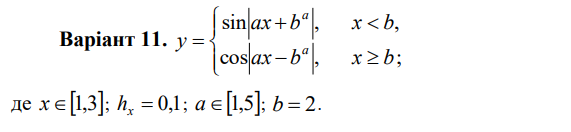 Варіант 11. y = { sin|ax + b^a|, x < b,
cos|ax − b^a|, x ≥ b;
де x ∈ [1,3]; h_x = 0,1; a ∈ [1,5]; b = 2.